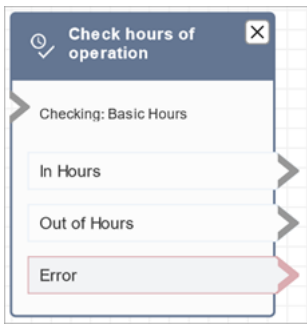 Check hours of
operation
Checking: Basic Hours
In Hours
Out of Hours
Error